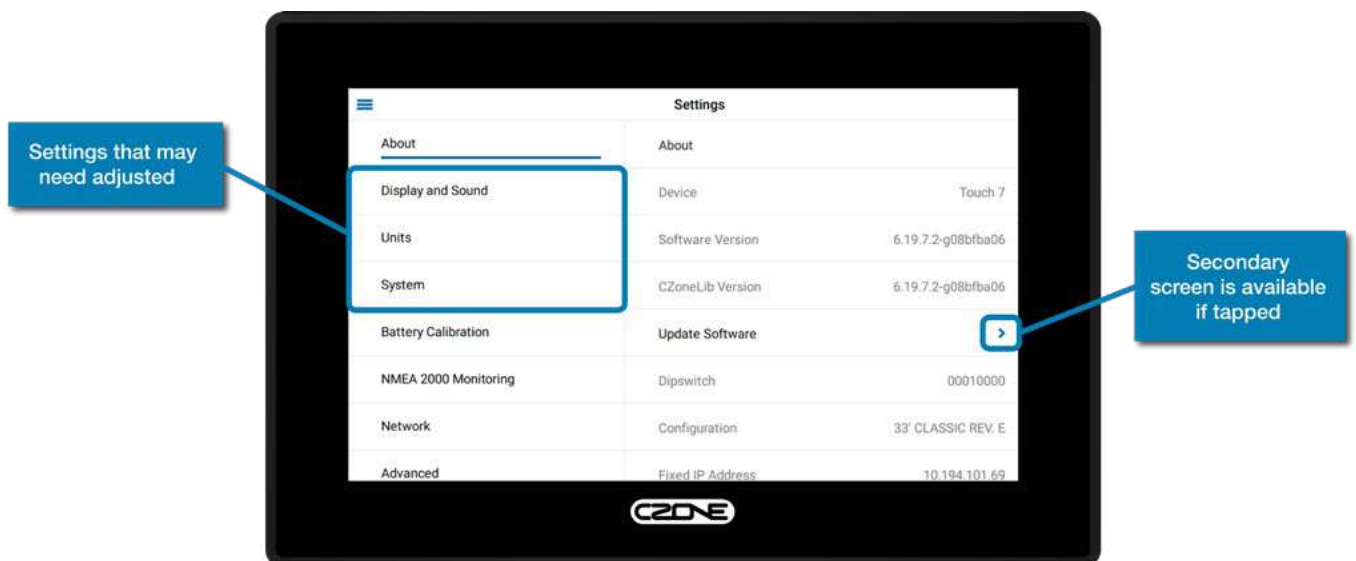 Settings
Settings that may
need adjusted
About
Display and Sound
Units
System
Battery Calibration
NMEA 2000 Monitoring
Network
Advanced
About
Device Touch 7
Software Version 6.19.7.2-g08bfba06
CZoneLib Version 6.19.7.2-g08bfba06
Update Software
Dipswitch 00010000
Configuration 33' CLASSIC REV. E
Fixed IP Address 10.194.101.69
Secondary
screen is available
if tapped
CZONE